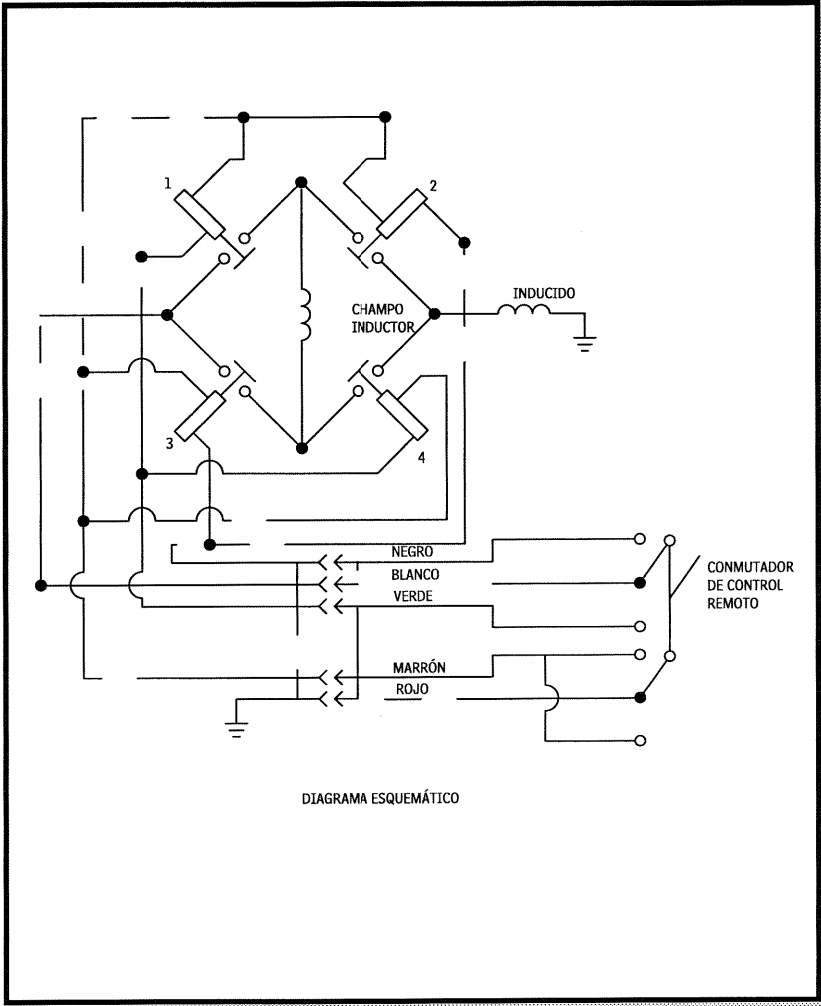 1
2
INDUCIDO
CHAMPO
INDUCTOR
3
4
NEGRO
BLANCO
VERDE
CONMUTADOR
DE CONTROL
REMOTO
MARRÓN
ROJO
DIAGRAMA ESQUEMÁTICO